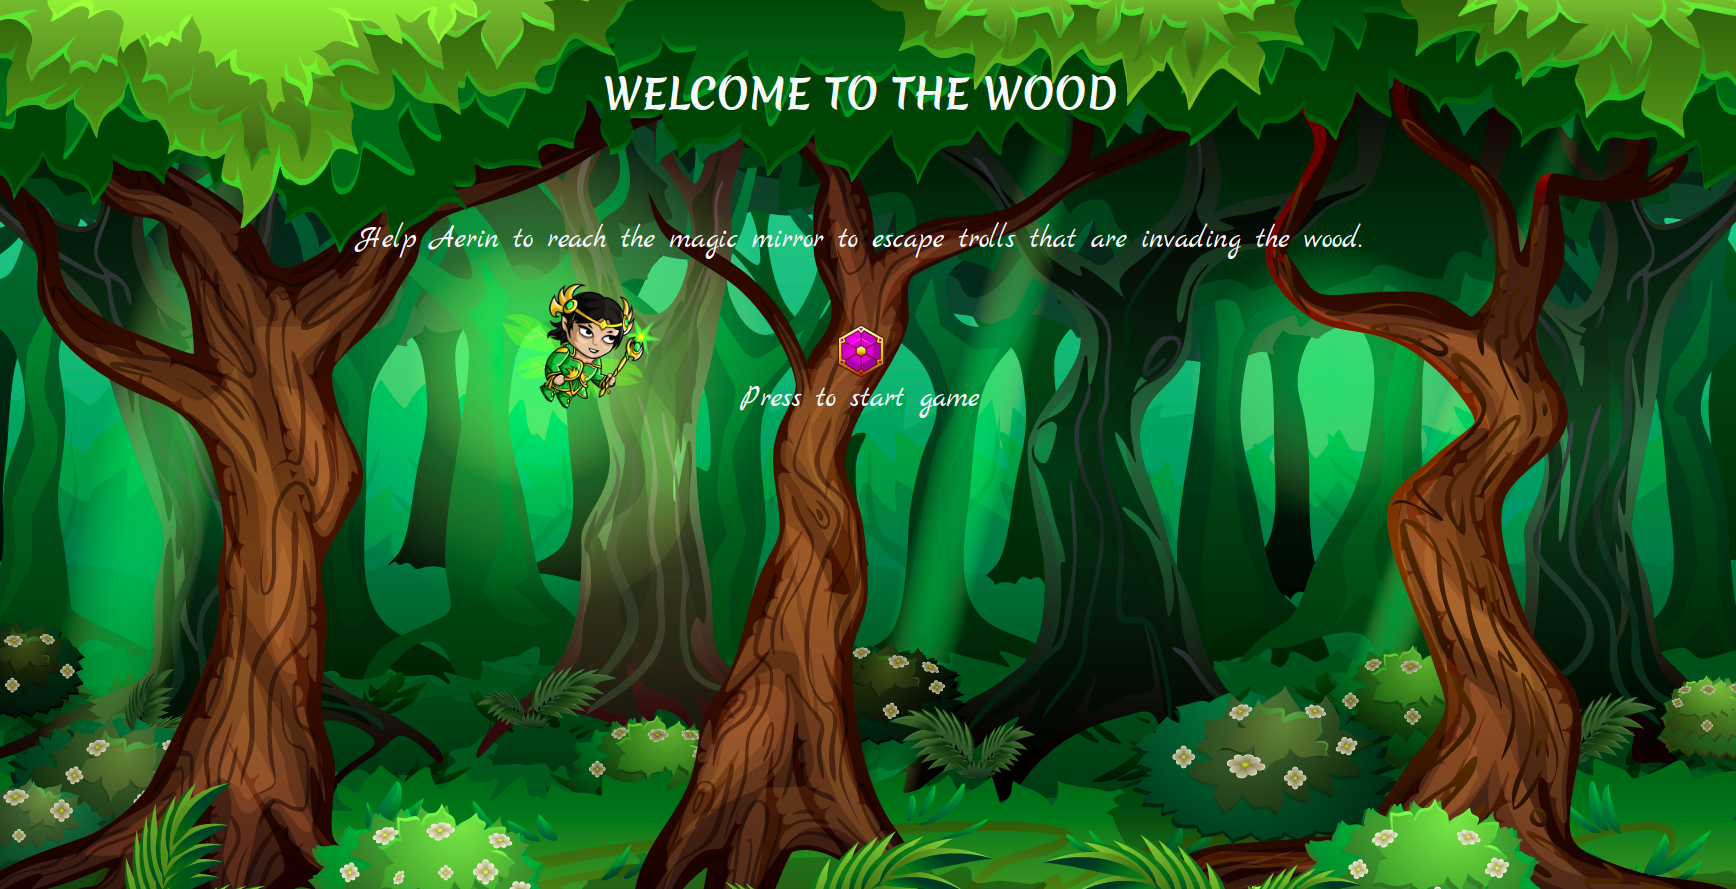 WELCOME TO THE WOOD
Help Aerin to reach the magic mirror to escape trolls that are invading the wood.
Press to start game